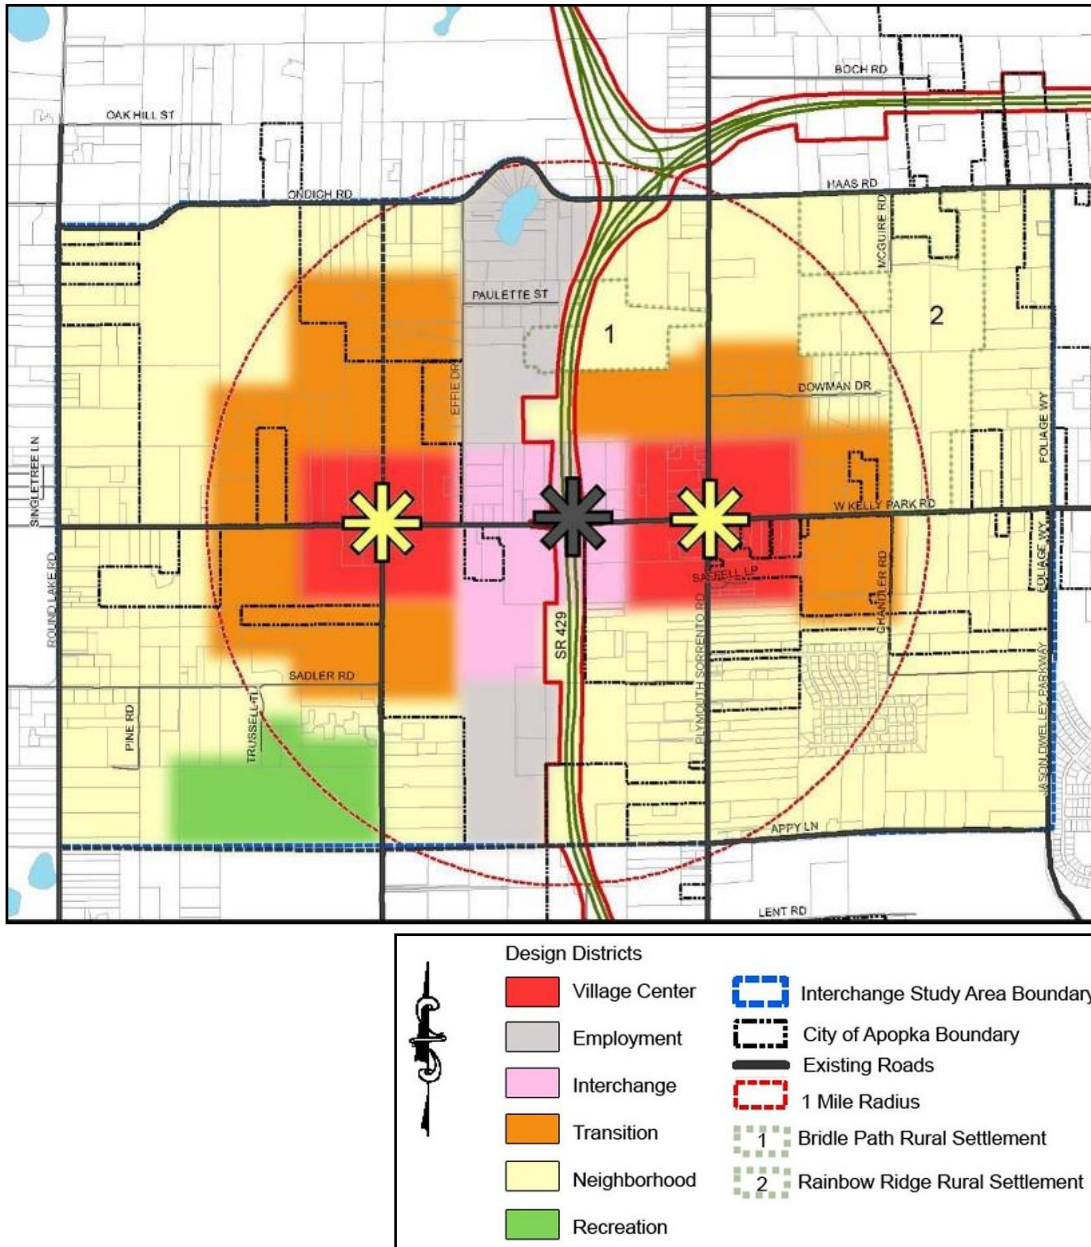 BOCH RD
OAK HILL ST
ONDICH RD
HAAS RD
MCGUIRE RD
PAULETTE ST
1
2
EFFIE DR
DOWMAN DR
SINGLETREE LN
FOLIAGE WY
W KELLY PARK RD
ROUND LAKE RD
SASSELL LP
FOLIAGE WY
CHANDLER RD
SR 429
PLYMOUTH SORRENTO RD
SADLER RD
PINE RD
TRUSSELL TL
JASON DWELLEY PARKWAY
APPY LN
LENT RD
Design Districts
Village Center
Interchange Study Area Boundary
Employment
City of Apopka Boundary
Existing Roads
Interchange
1 Mile Radius
Transition
1 Bridle Path Rural Settlement
Neighborhood
2 Rainbow Ridge Rural Settlement
Recreation